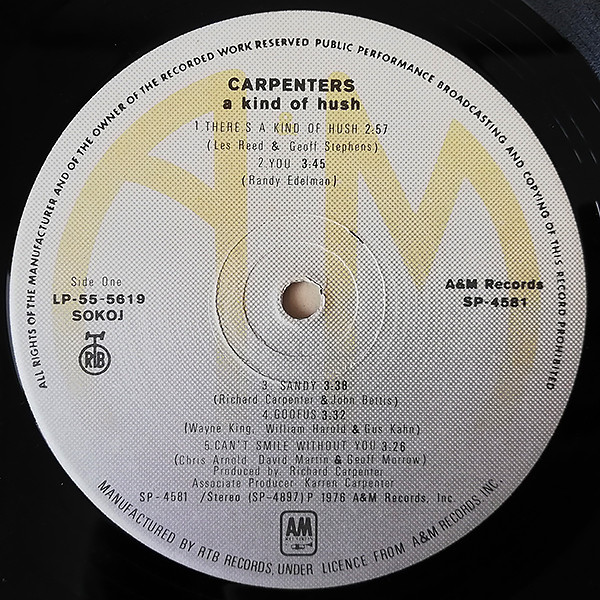 ALL RIGHTS OF THE MANUFACTURER AND OF THE OWNER OF THE RECORDED WORK RESERVED PUBLIC PERFORMANCE BROADCASTING AND COPYING OF THIS RECORD PROHIBITED
CARPENTERS
a kind of hush
1.THERE,S A KIND OF HUSH 2:57
(Les Reed & Geoff Stephens)
2.YOU 3:45
(Randy Edelman)
Side One
LP-55-5619
SOKOJ
RTB
A&M Records
SP-4581
3. SANDY 3.38
(Richard Carpenter & John Bettis)
4.GOOFUS 3.32
(Wayne King, William Harold & Gus Kahn)
5.CAN'T SMILE WITHOUT YOU 3:26
(Chris Arnold, David Martin & Geoff Morrow)
Produced by Richard Carpenter
Associate Producer: Karren Carpenter
SP-4581 /Stereo (SP-4897) P 1976 A&M Records, Inc.
AM
MANUFACTURED BY RTB RECORDS, UNDER LICENCE FROM A&M RECORDS, INC.